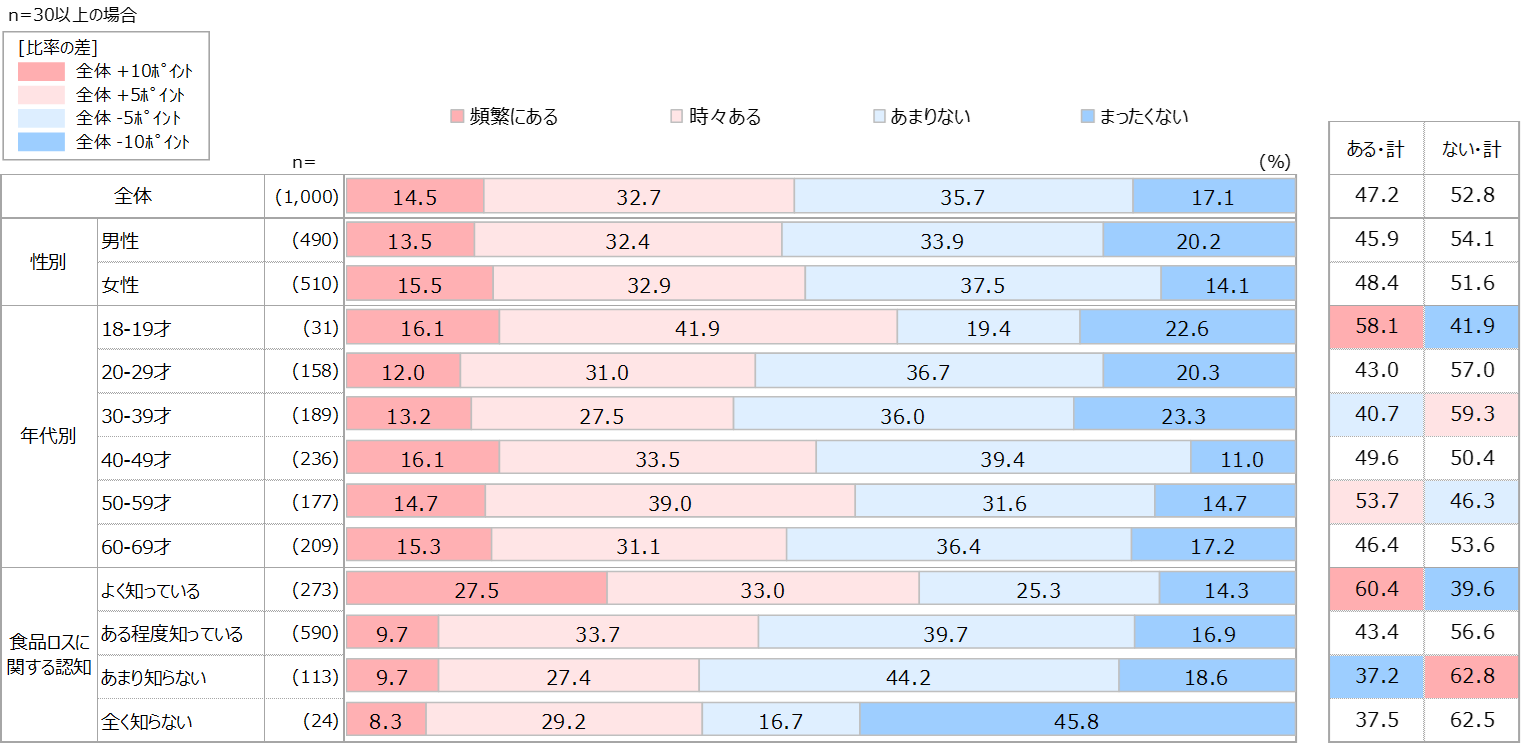 n=30以上の場合
[比率の差]
全体 +10ﾎﾟｲﾝﾄ
全体 +5ﾎﾟｲﾝﾄ
全体 -5ﾎﾟｲﾝﾄ
全体 -10ﾎﾟｲﾝﾄ
頻繁にある 時々ある あまりない まったくない
n= (%) ある・計 ない・計
全体 (1,000) 14.5 32.7 35.7 17.1 47.2 52.8
性別
男性 (490) 13.5 32.4 33.9 20.2 45.9 54.1
女性 (510) 15.5 32.9 37.5 14.1 48.4 51.6
年代別
18-19才 (31) 16.1 41.9 19.4 22.6 58.1 41.9
20-29才 (158) 12.0 31.0 36.7 20.3 43.0 57.0
30-39才 (189) 13.2 27.5 36.0 23.3 40.7 59.3
40-49才 (236) 16.1 33.5 39.4 11.0 49.6 50.4
50-59才 (177) 14.7 39.0 31.6 14.7 53.7 46.3
60-69才 (209) 15.3 31.1 36.4 17.2 46.4 53.6
食品ロスに
関する認知
よく知っている (273) 27.5 33.0 25.3 14.3 60.4 39.6
ある程度知っている (590) 9.7 33.7 39.7 16.9 43.4 56.6
あまり知らない (113) 9.7 27.4 44.2 18.6 37.2 62.8
全く知らない (24) 8.3 29.2 16.7 45.8 37.5 62.5